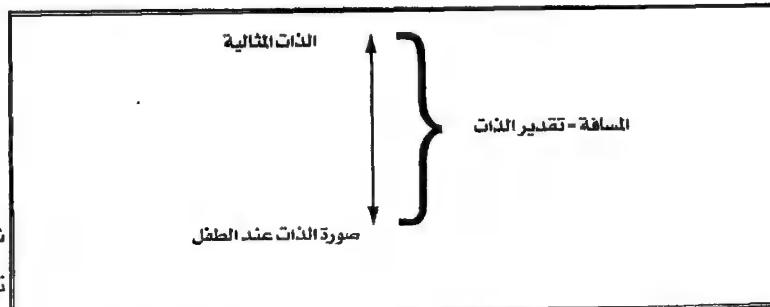 الذات المثالية
المسافة = تقدير الذات
صورة الذات عند الطفل